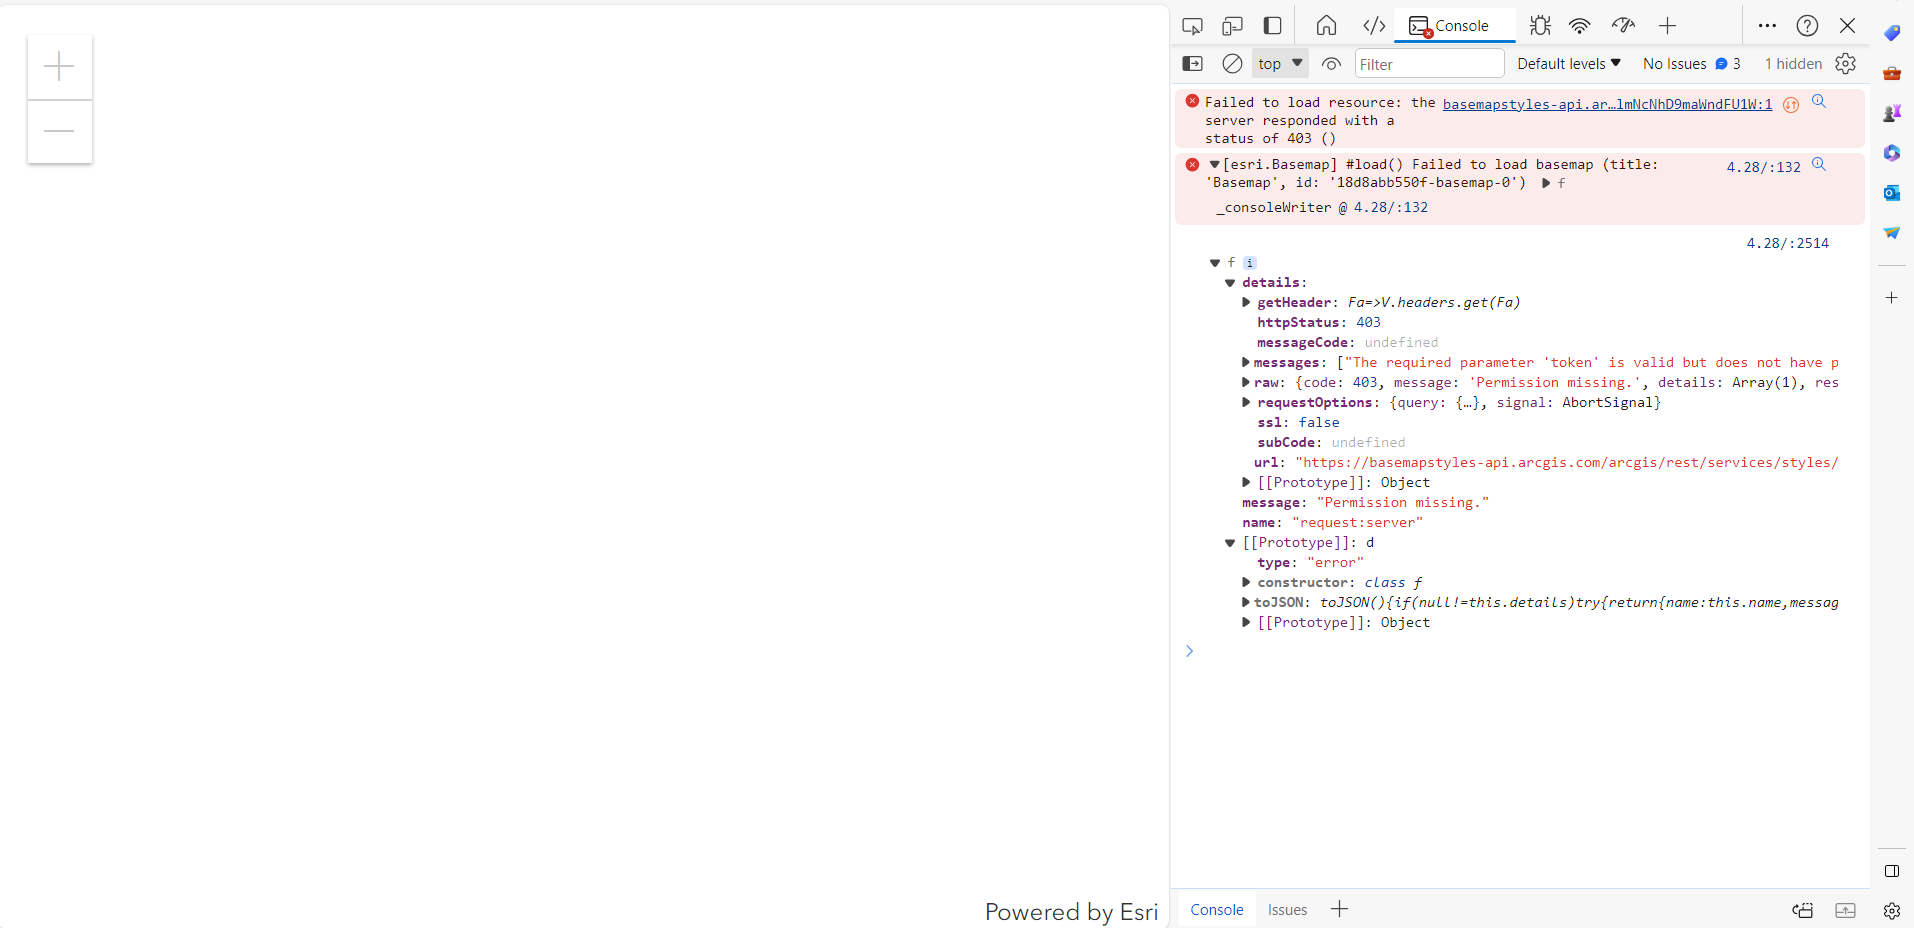 Console
top
Filter
Default levels
No Issues
3
1 hidden
Failed to load resource: the basemapstyles-api.ar…lmNcNhD9maWndFU1W:1
server responded with a
status of 403 ()
[esri.Basemap] #load() Failed to load basemap (title: 4.28/:132
'Basemap', id: '18d8abb550f-basemap-0') ▶ f
_consoleWriter @ 4.28/:132
4.28/:2514
▼ f i
▼ details:
▶ getHeader: Fa=>V.headers.get(Fa)
httpStatus: 403
messageCode: undefined
▶ messages: ["The required parameter 'token' is valid but does not have p
▶ raw: {code: 403, message: 'Permission missing.', details: Array(1), res
▶ requestOptions: {query: {…}, signal: AbortSignal}
ssl: false
subCode: undefined
url: "https://basemapstyles-api.arcgis.com/arcgis/rest/services/styles/
▶ [[Prototype]]: Object
message: "Permission missing."
name: "request:server"
▼ [[Prototype]]: d
type: "error"
▶ constructor: class ƒ
▶ toJSON: toJSON(){if(null!=this.details)try{return{name:this.name,messag
▶ [[Prototype]]: Object
Powered by Esri
Console
Issues